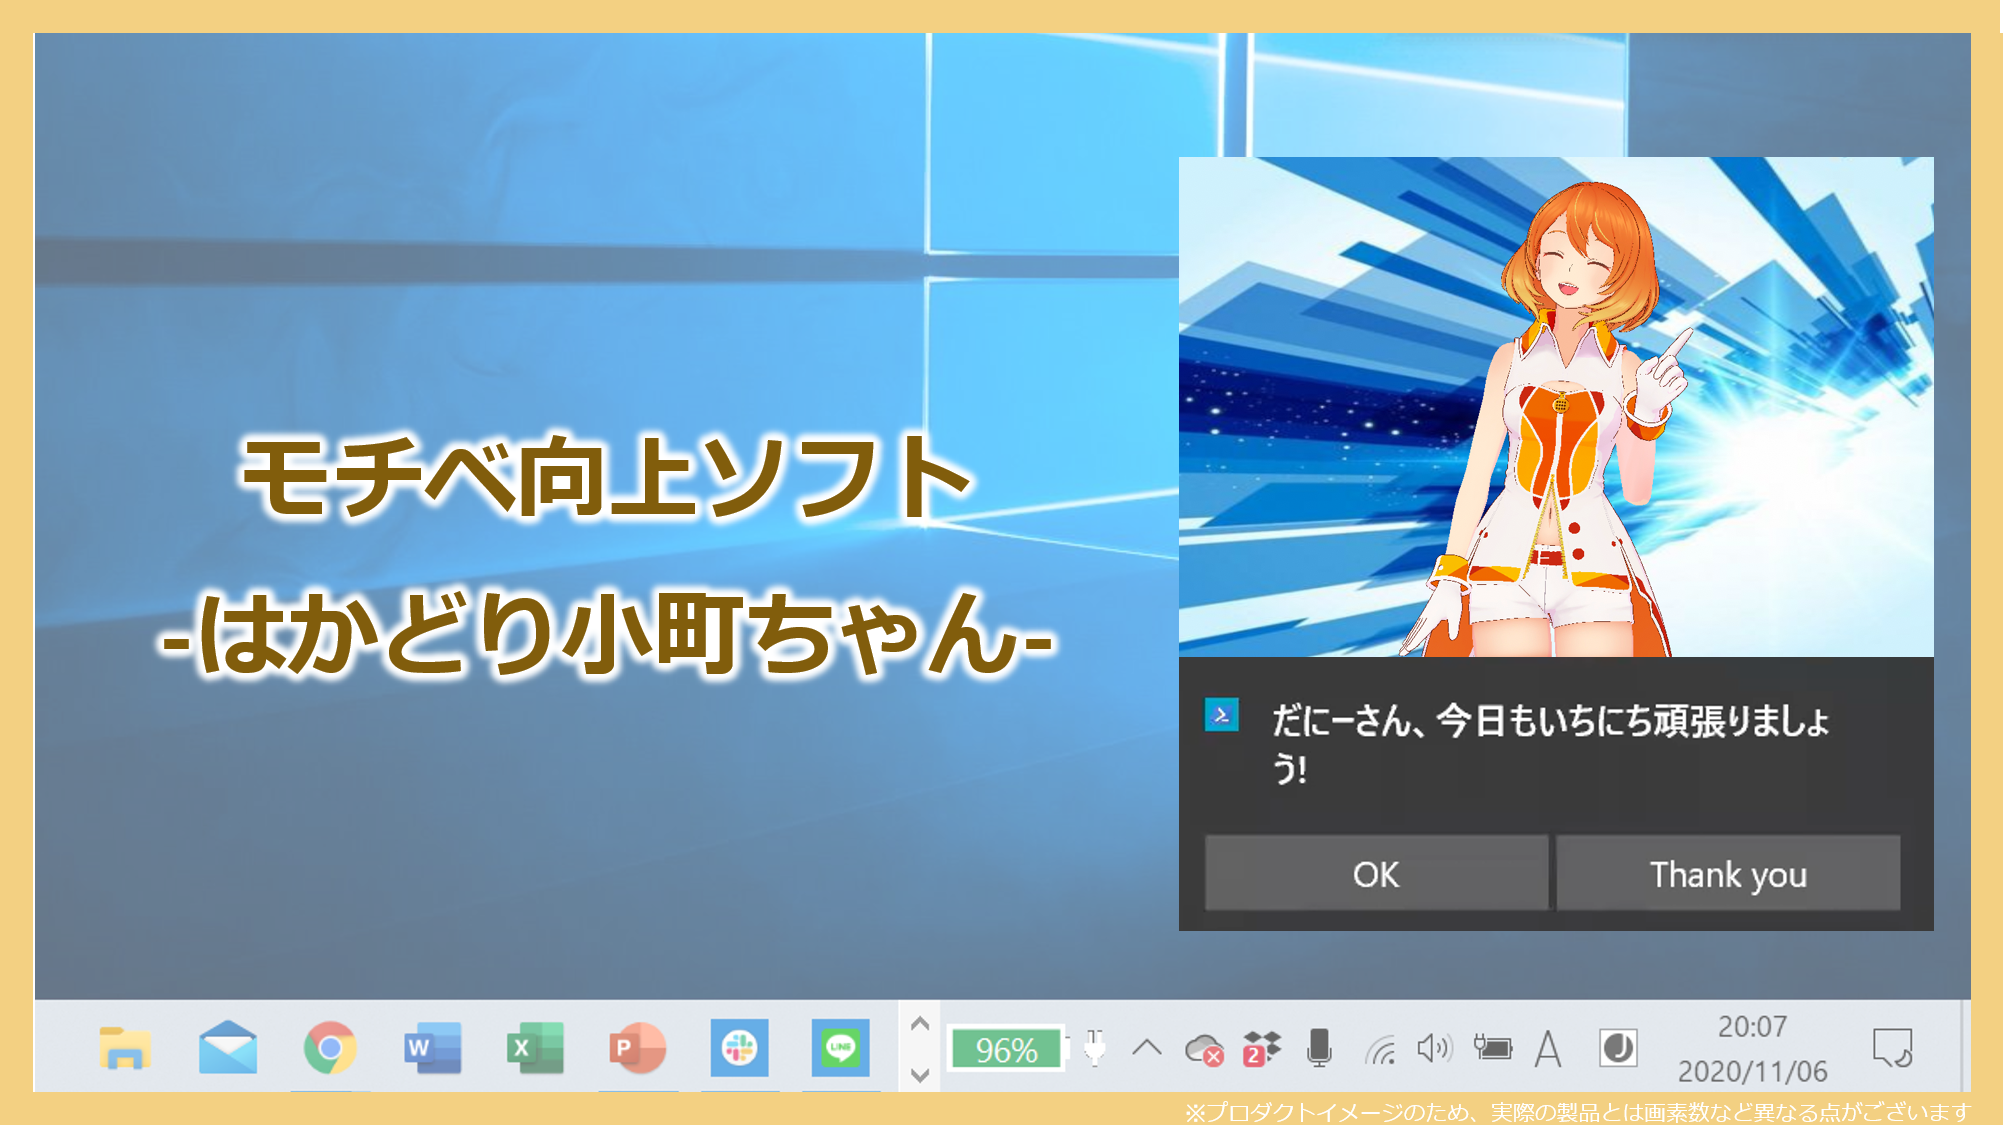 モチベ向上ソフト
-はかどり小町ちゃん-
だにーさん、今日もいちにち頑張りましょ
う!
OK
Thank you
W
X
P
LINE
96%
2
A
J
20:07
2020/11/06
※プロダクトイメージのため、実際の製品とは画素数など異なる点がございます